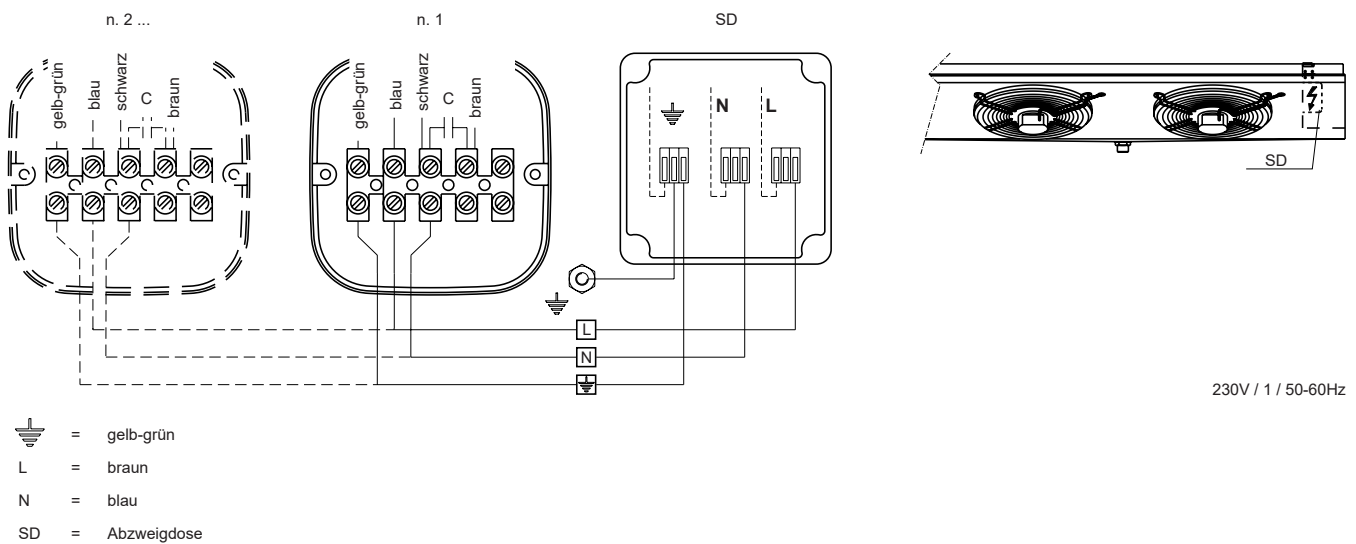 n. 2 ...
n. 1
SD
gelb-grün
blau
schwarz
C
braun
gelb-grün
blau
schwarz
C
braun
N
L
SD
L
N
230V / 1 / 50-60Hz
= gelb-grün
L = braun
N = blau
SD = Abzweigdose